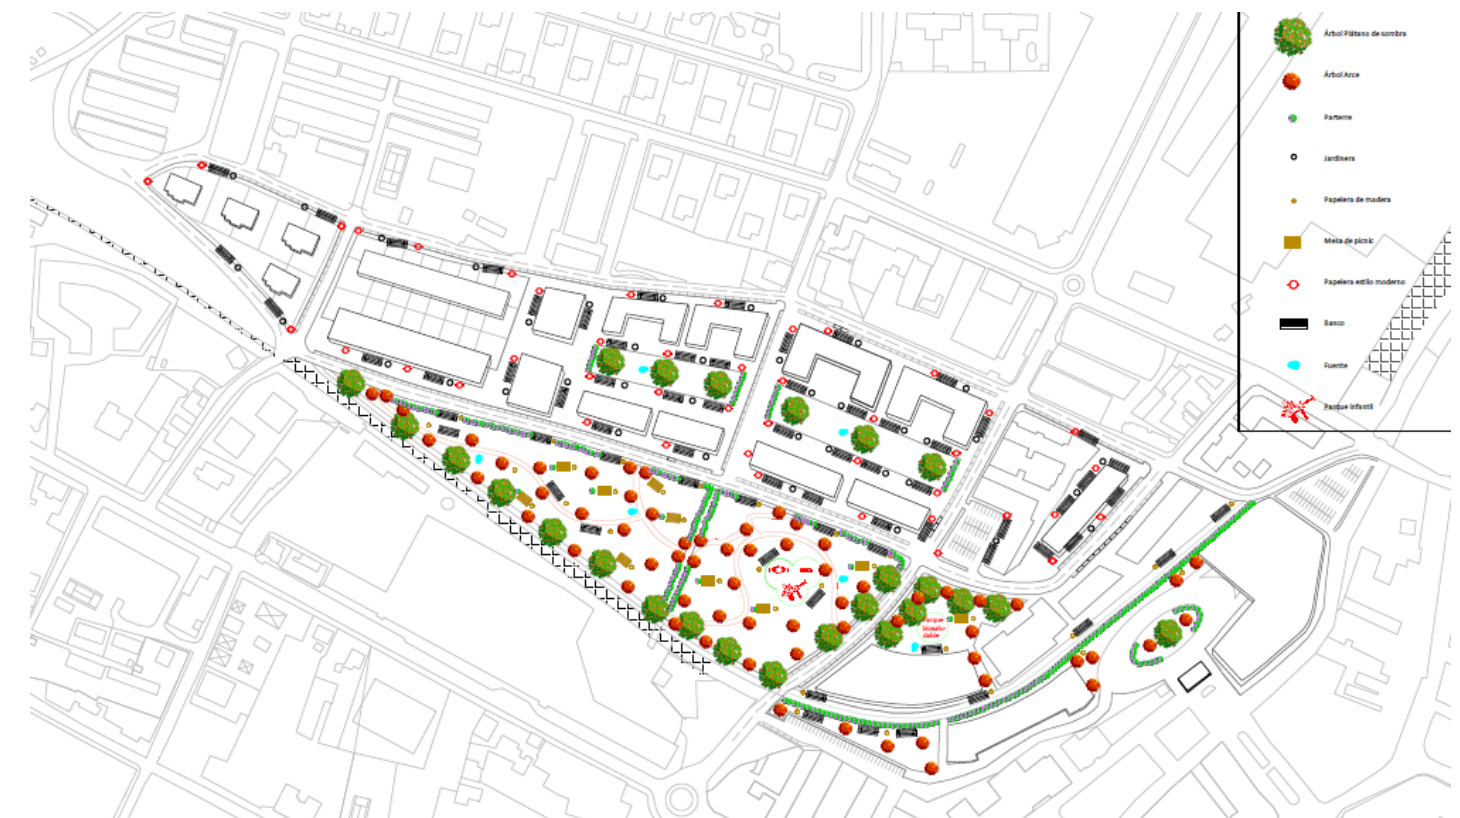 Árbol Plátano de sombra
Árbol Arce
Parterre
Jardinera
Papelera de madera
Mesa de picnic
Papelera estilo moderno
Banco
Fuente
Parque infantil
Parque